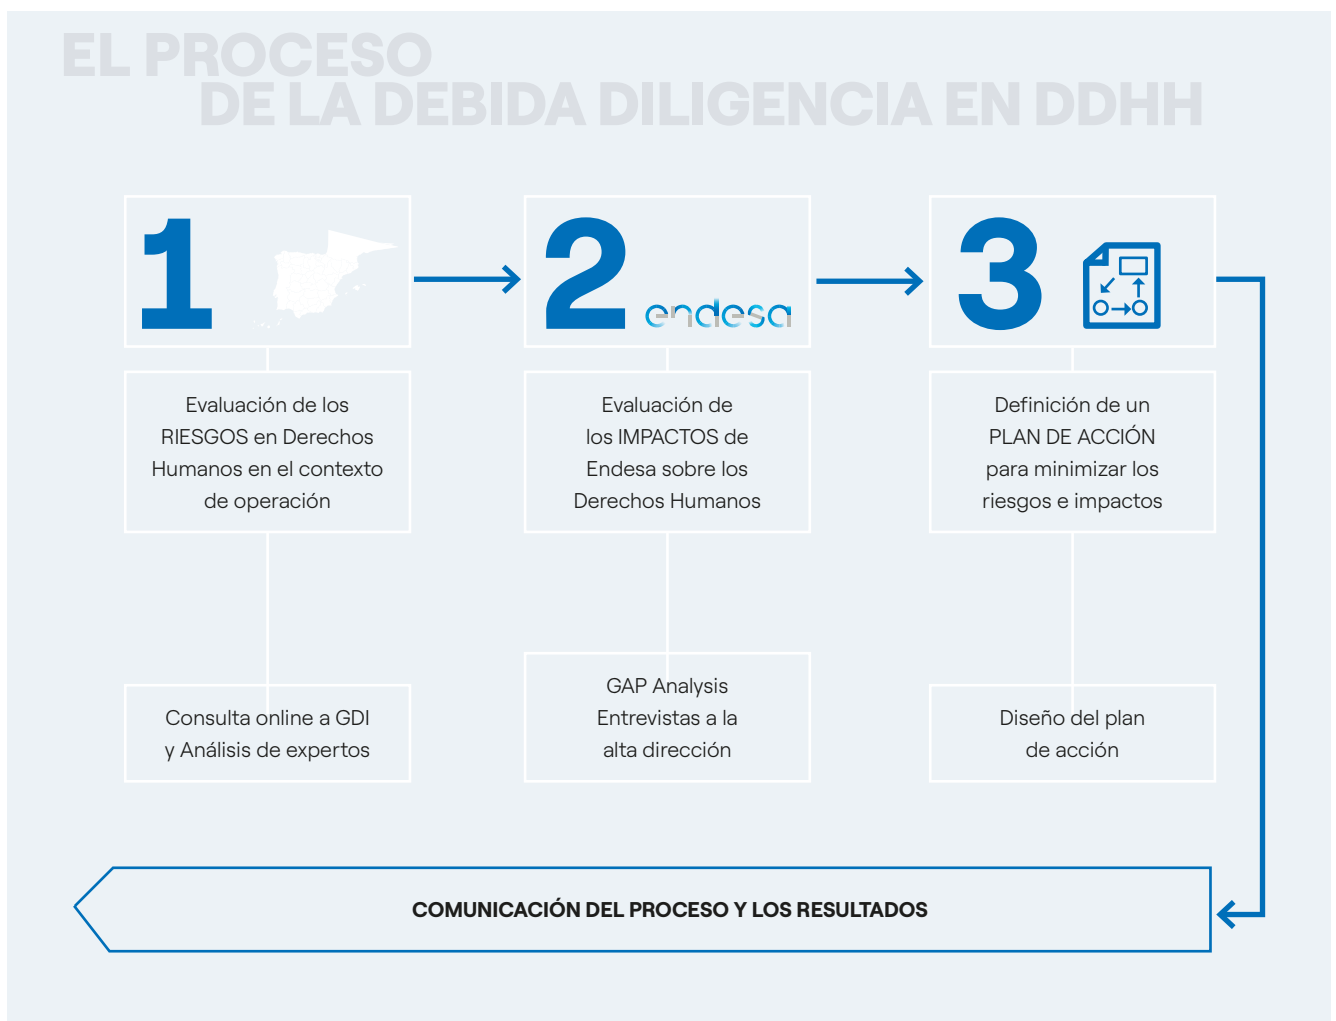 EL PROCESO
DE LA DEBIDA DILIGENCIA EN DDHH
1
Evaluación de los
RIESGOS en Derechos
Humanos en el contexto
de operación
Consulta online a GDI
y Análisis de expertos
2
endesa
Evaluación de
los IMPACTOS de
Endesa sobre los
Derechos Humanos
GAP Analysis
Entrevistas a la
alta dirección
3
Definición de un
PLAN DE ACCIÓN
para minimizar los
riesgos e impactos
Diseño del plan
de acción
COMUNICACIÓN DEL PROCESO Y LOS RESULTADOS